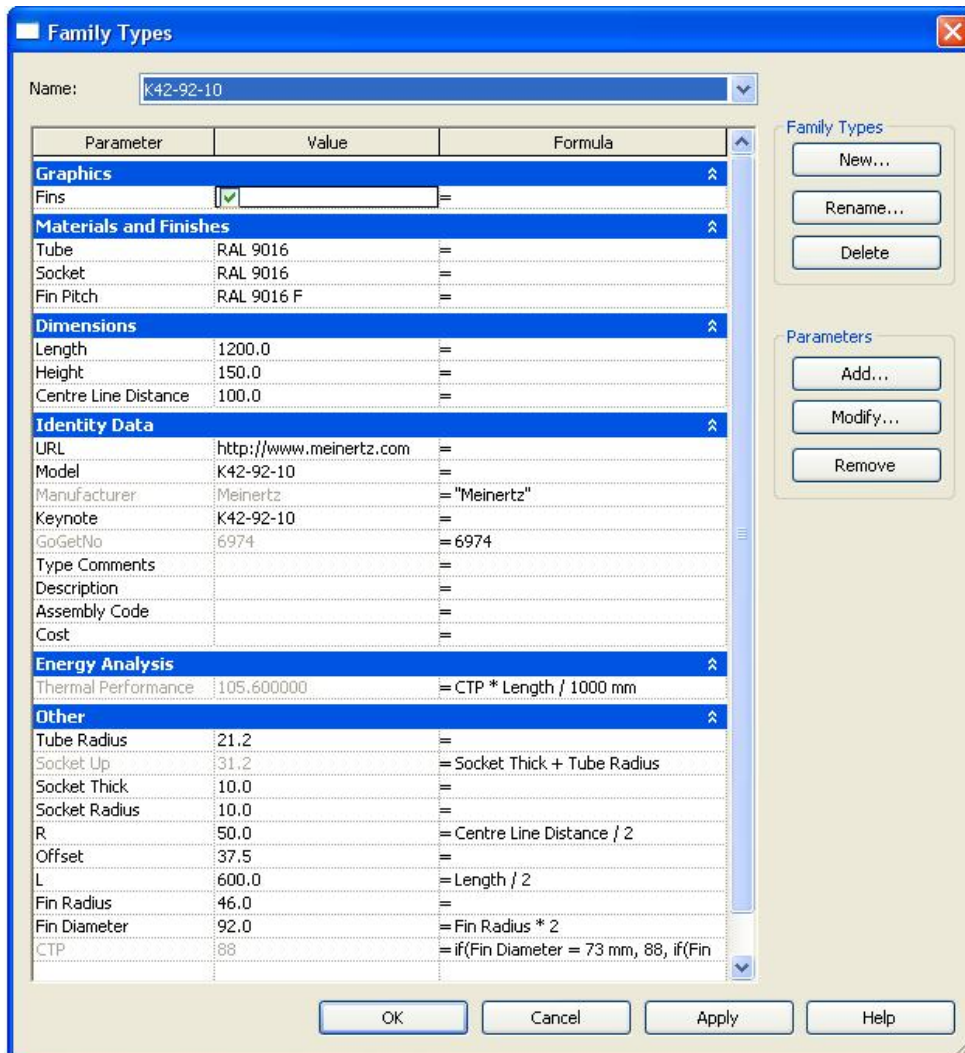 Family Types
Name: K42-92-10
Parameter Value Formula
Graphics
Fins =
Materials and Finishes
Tube RAL 9016 =
Socket RAL 9016 =
Fin Pitch RAL 9016 F =
Dimensions
Length 1200.0 =
Height 150.0 =
Centre Line Distance 100.0 =
Identity Data
URL http://www.meinertz.com =
Model K42-92-10 =
Manufacturer Meinertz = "Meinertz"
Keynote K42-92-10 =
GoGetNo 6974 = 6974
Type Comments =
Description =
Assembly Code =
Cost =
Energy Analysis
Thermal Performance 105.600000 = CTP * Length / 1000 mm
Other
Tube Radius 21.2 =
Socket Up 31.2 = Socket Thick + Tube Radius
Socket Thick 10.0 =
Socket Radius 10.0 =
R 50.0 = Centre Line Distance / 2
Offset 37.5 =
L 600.0 = Length / 2
Fin Radius 46.0 =
Fin Diameter 92.0 = Fin Radius * 2
CTP 88 = if(Fin Diameter = 73 mm, 88, if(Fin
Family Types
New...
Rename...
Delete
Parameters
Add...
Modify...
Remove
OK Cancel Apply Help